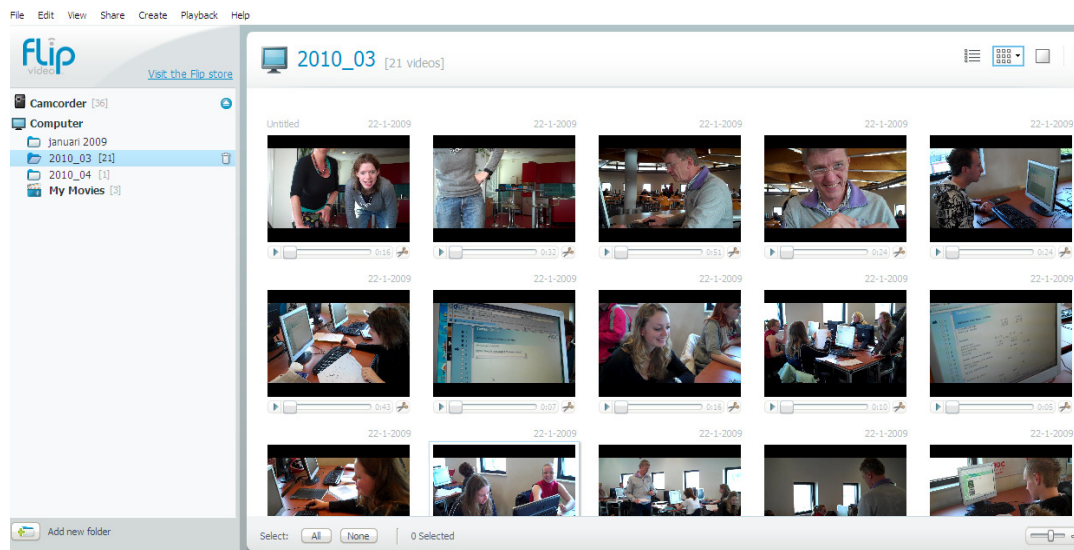 File Edit View Share Create Playback Help
flip
video
Visit the Flip store
Camcorder [36]
Computer
januari 2009
2010_03 [21]
2010_04 [1]
My Movies [3]
Add new folder
2010_03 [21 videos]
Untitled 22-1-2009 22-1-2009 22-1-2009 22-1-2009 22-1-2009
0:16 0:32 0:51 0:24 0:24
22-1-2009 22-1-2009 22-1-2009 22-1-2009 22-1-2009
0:43 0:07 0:16 0:10 0:05
22-1-2009 22-1-2009 22-1-2009 22-1-2009 22-1-2009
Select: All None 0 Selected